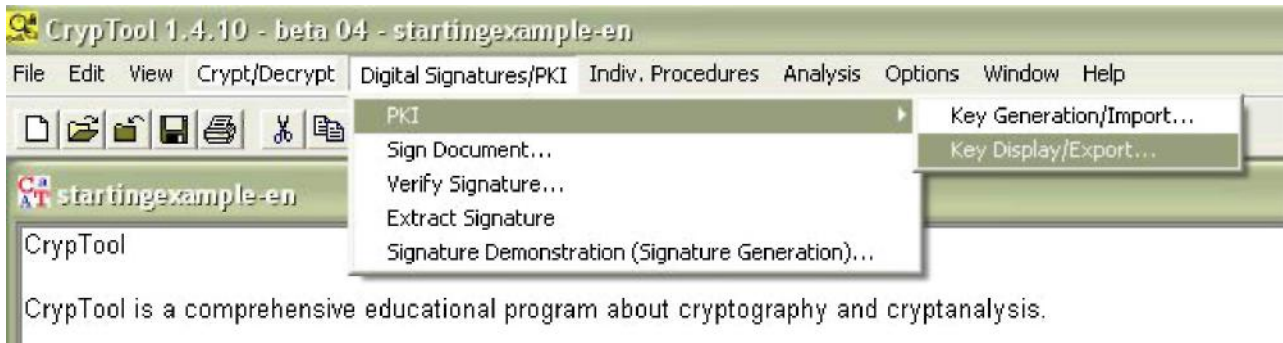 CrypTool 1.4.10 - beta 04 - startingexample-en
File Edit View Crypt/Decrypt Digital Signatures/PKI Indiv. Procedures Analysis Options Window Help
PKI
Key Generation/Import...
Key Display/Export...
Sign Document...
Verify Signature...
Extract Signature
Signature Demonstration (Signature Generation)...
startingexample-en
CrypTool
CrypTool is a comprehensive educational program about cryptography and cryptanalysis.